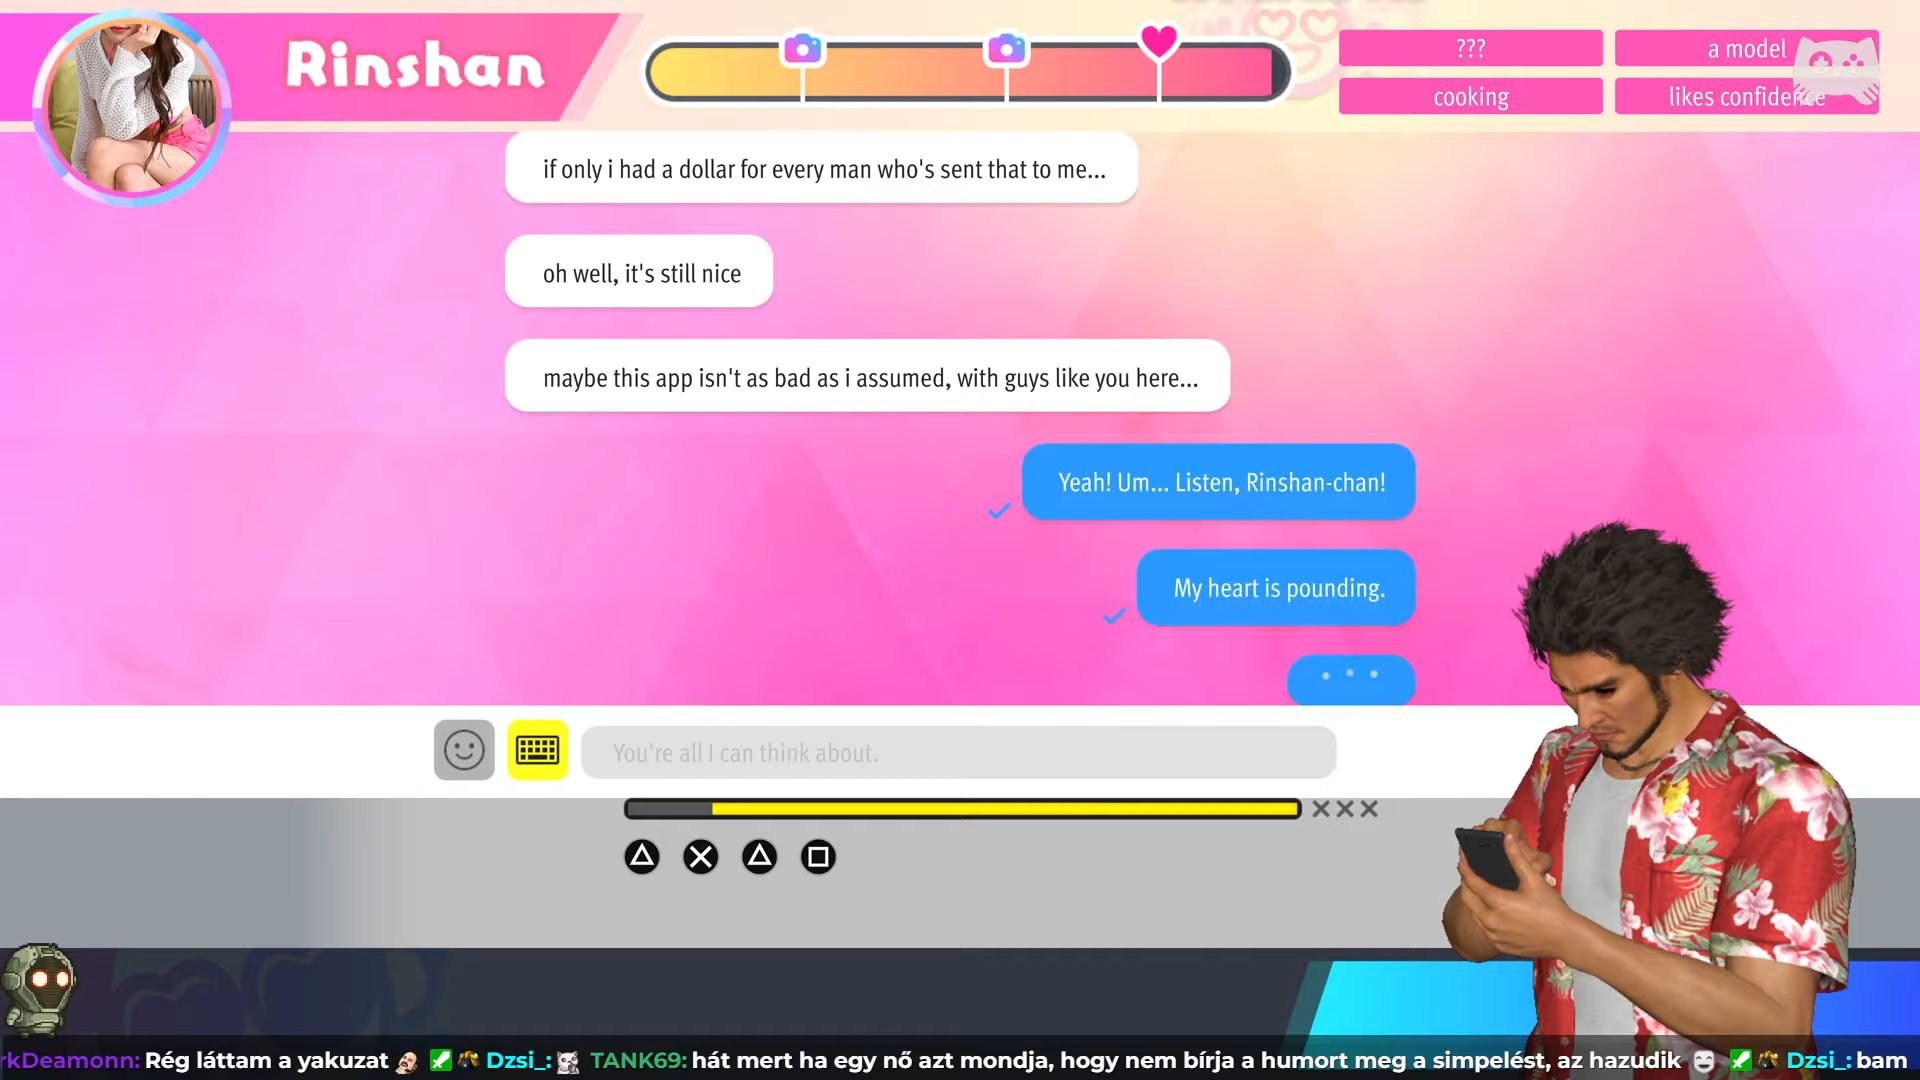 Rinshan
???
a model
cooking
likes confidence
if only i had a dollar for every man who's sent that to me...
oh well, it's still nice
maybe this app isn't as bad as i assumed, with guys like you here...
Yeah! Um... Listen, Rinshan-chan!
My heart is pounding.
You're all I can think about.
rkDeamonn: Rég láttam a yakuzat Dzsi_: TANK69: hát mert ha egy nő azt mondja, hogy nem bírja a humort meg a simpelést, az hazudik Dzsi_: bam